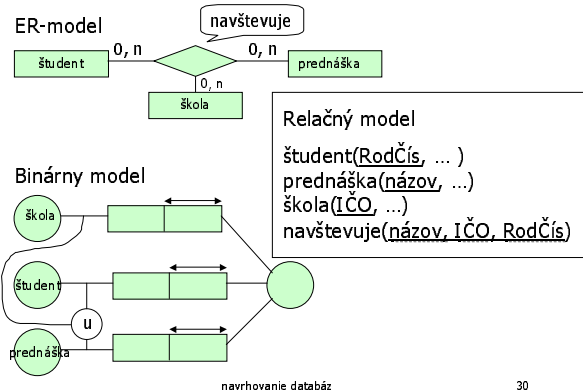 ER-model
navštevuje
0, n
0, n
študent
prednáška
0, n
škola
Relačný model
študent(RodČís, ... )
prednáška(názov, ...)
škola(IČO, ...)
navštevuje(názov, IČO, RodČís)
Binárny model
škola
študent
u
prednáška
navrhovanie databáz
30